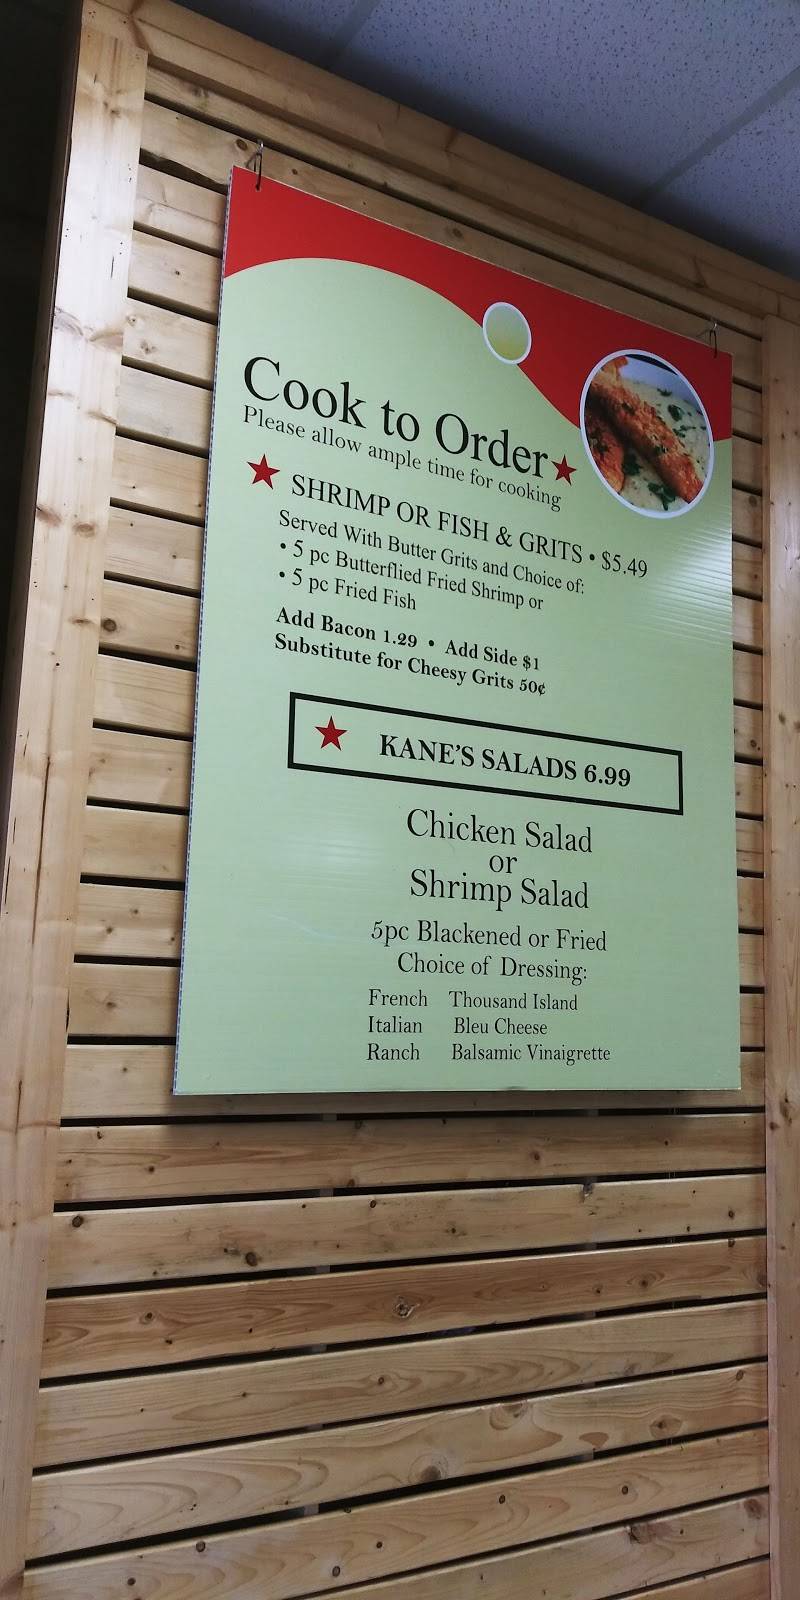 Cook to Order
Please allow ample time for cooking
SHRIMP OR FISH & GRITS • $5.49
Served With Butter Grits and Choice of:
• 5 pc Butterflied Fried Shrimp or
• 5 pc Fried Fish
Add Bacon 1.29 • Add Side $1
Substitute for Cheesy Grits 50¢
KANE'S SALADS 6.99
Chicken Salad
or
Shrimp Salad
5pc Blackened or Fried
Choice of Dressing:
French Thousand Island
Italian Bleu Cheese
Ranch Balsamic Vinaigrette